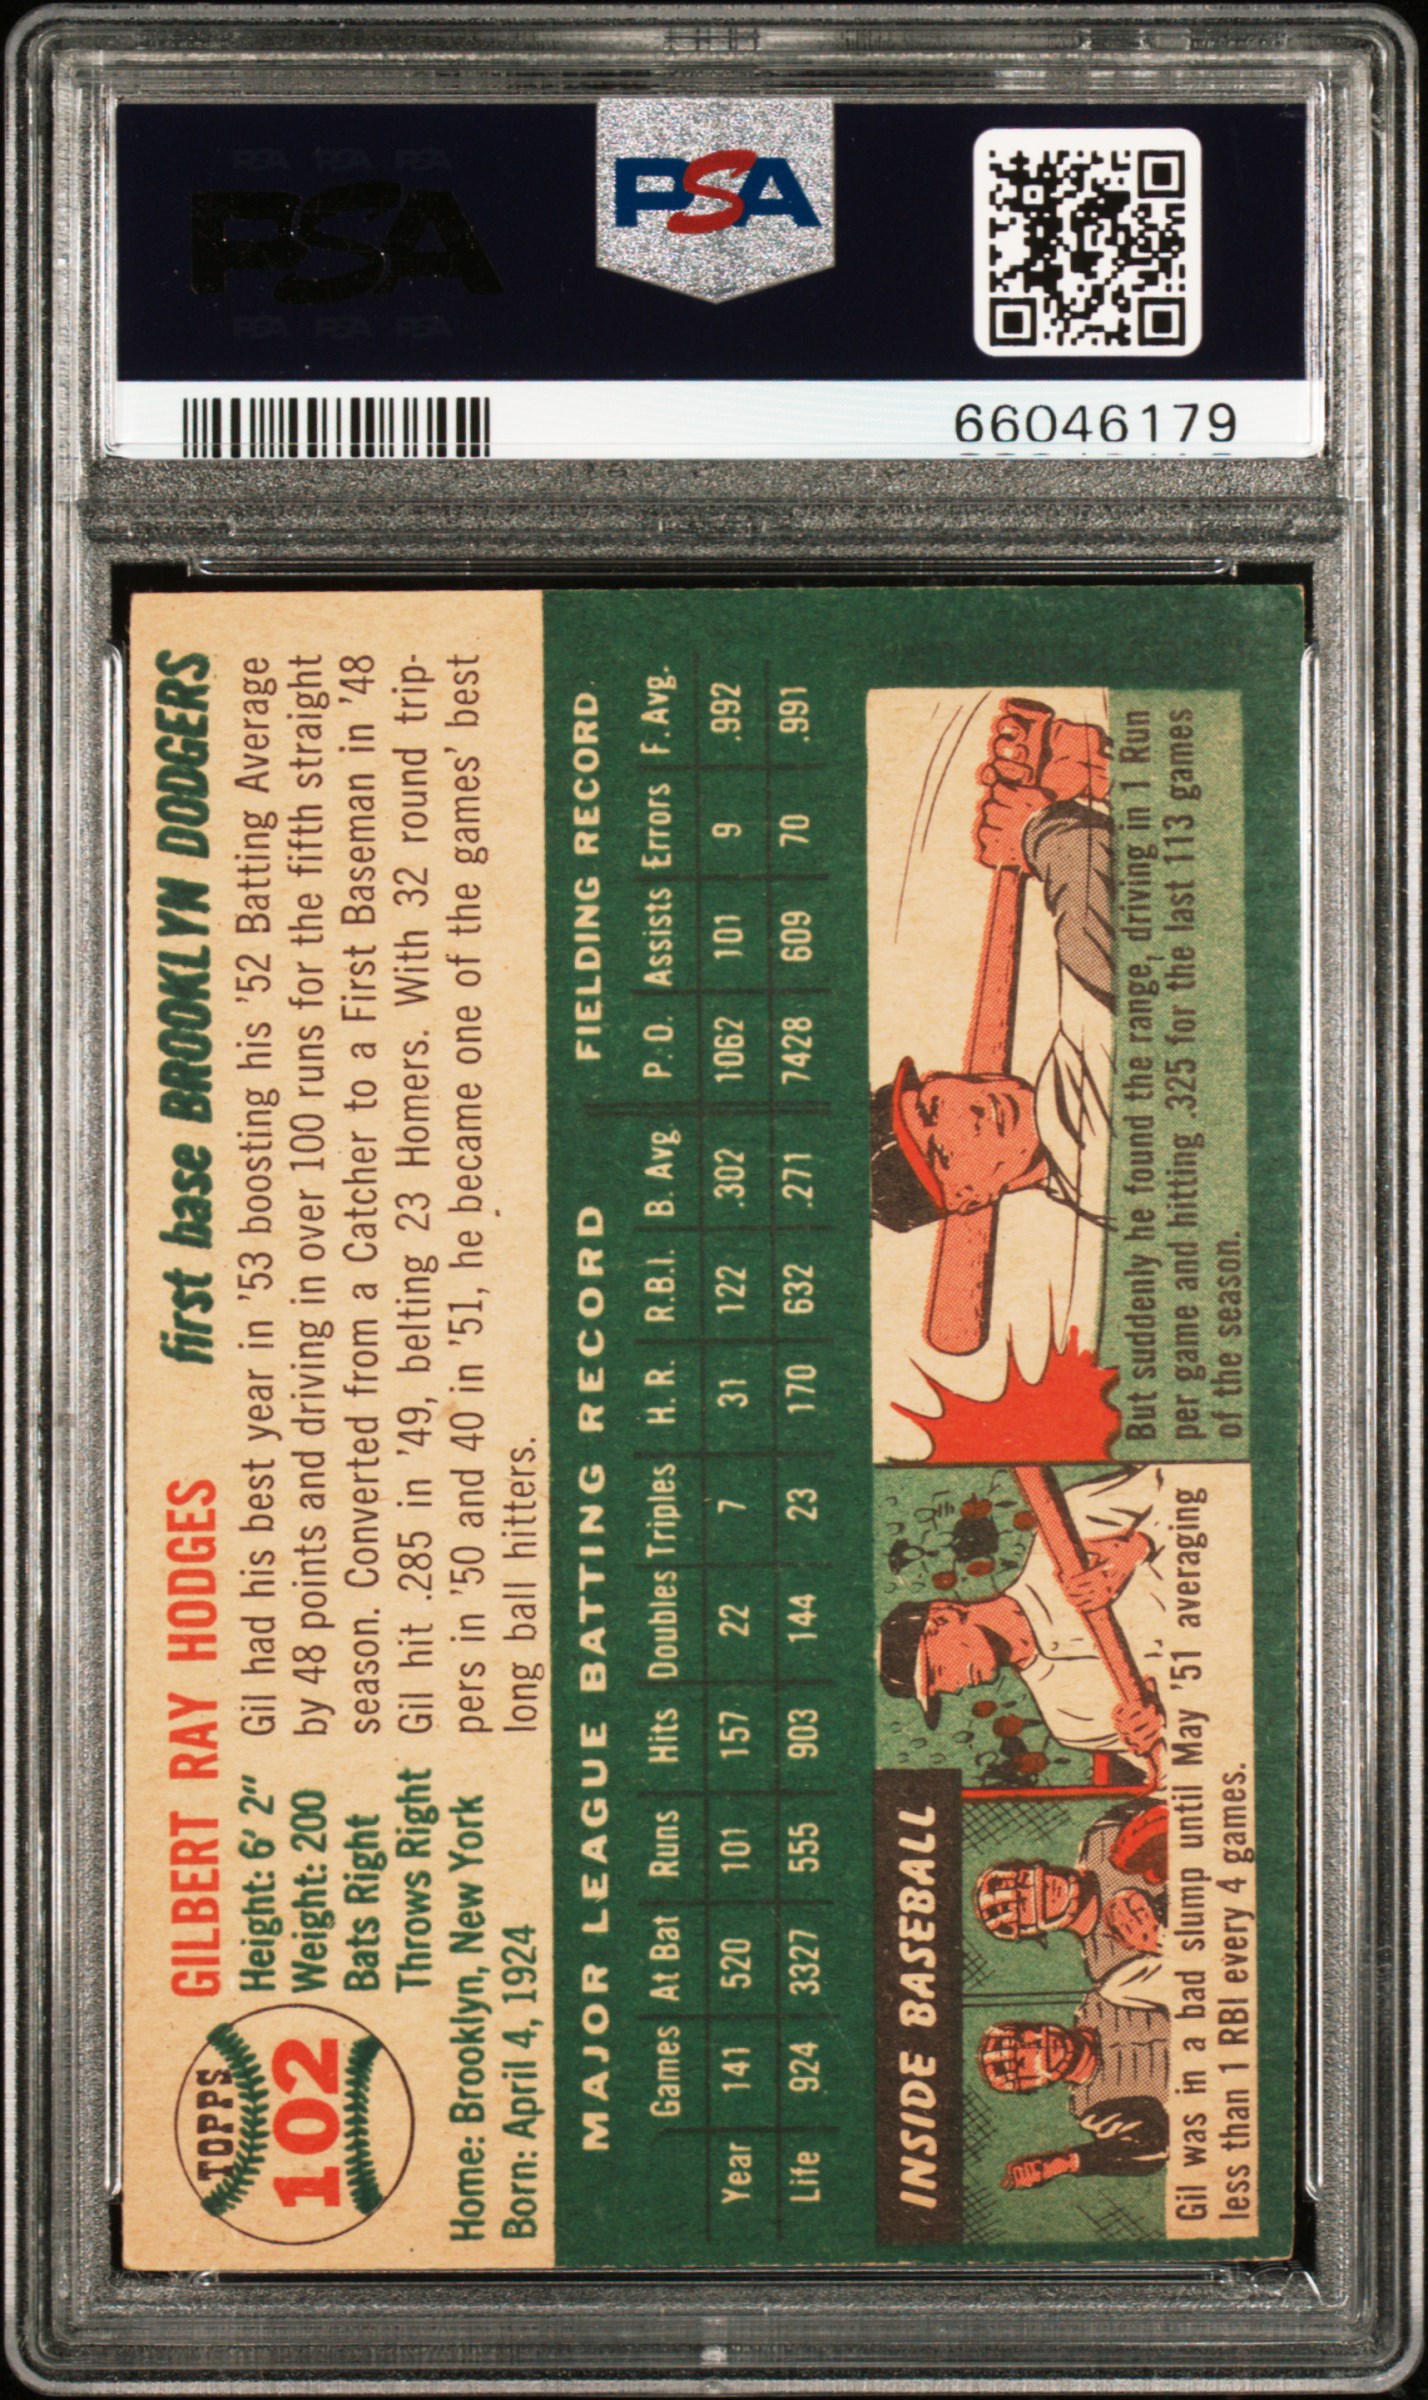 PSA PSA PSA
PSA
PSA PSA PSA
PSA
66046179
TOPPS
102
GILBERT RAY HODGES first base BROOKLYN DODGERS
Height: 6' 2"
Weight: 200
Bats Right
Throws Right
Home: Brooklyn, New York
Born: April 4, 1924
Gil had his best year in '53 boosting his '52 Batting Average
by 48 points and driving in over 100 runs for the fifth straight
season. Converted from a Catcher to a First Baseman in '48
Gil hit .285 in '49, belting 23 Homers. With 32 round trip-
pers in '50 and 40 in '51, he became one of the games' best
long ball hitters.
MAJOR LEAGUE BATTING RECORD FIELDING RECORD
Games At Bat Runs Hits Doubles Triples H. R. R.B.I. B. Avg. P. O. Assists Errors F.Avg.
Year 141 520 101 157 22 7 31 122 .302 1062 101 9 .992
Life 924 3327 555 903 144 23 170 632 .271 7428 609 70 .991
INSIDE BASEBALL
Gil was in a bad slump until May '51 averaging
less than 1 RBI every 4 games.
But suddenly he found the range, driving in 1 Run
per game and hitting .325 for the last 113 games
of the season.